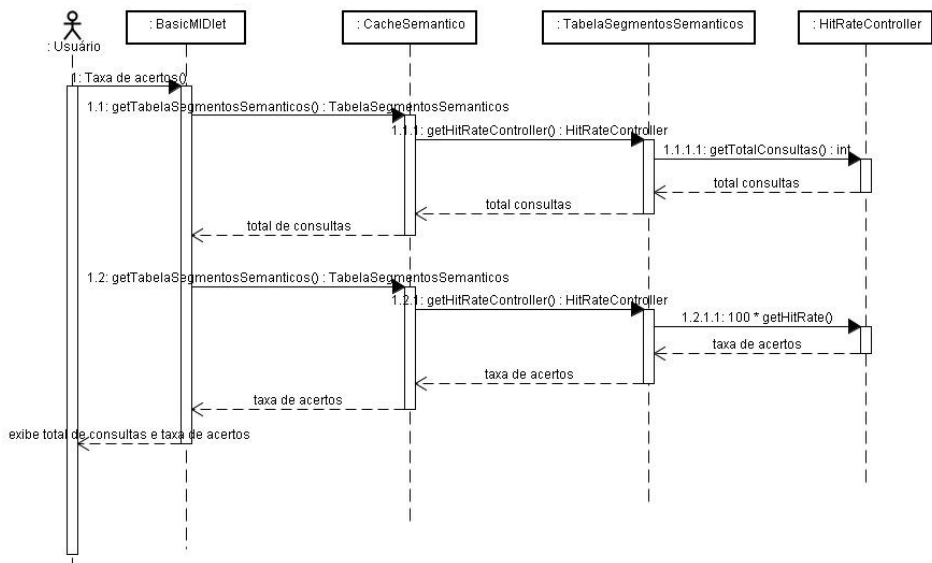 : BasicMIDlet
: CacheSemantico
: TabelaSegmentosSemanticos
: HitRateController
: Usuário
1: Taxa de acertos()
1.1: getTabelaSegmentosSemanticos() : TabelaSegmentosSemanticos
1.1.1: getHitRateController() : HitRateController
1.1.1.1: getTotalConsultas() : int
total consultas
total consultas
total de consultas
1.2: getTabelaSegmentosSemanticos() : TabelaSegmentosSemanticos
1.2.1: getHitRateController() : HitRateController
1.2.1.1: 100 * getHitRate()
taxa de acertos
taxa de acertos
taxa de acertos
exibe total de consultas e taxa de acertos